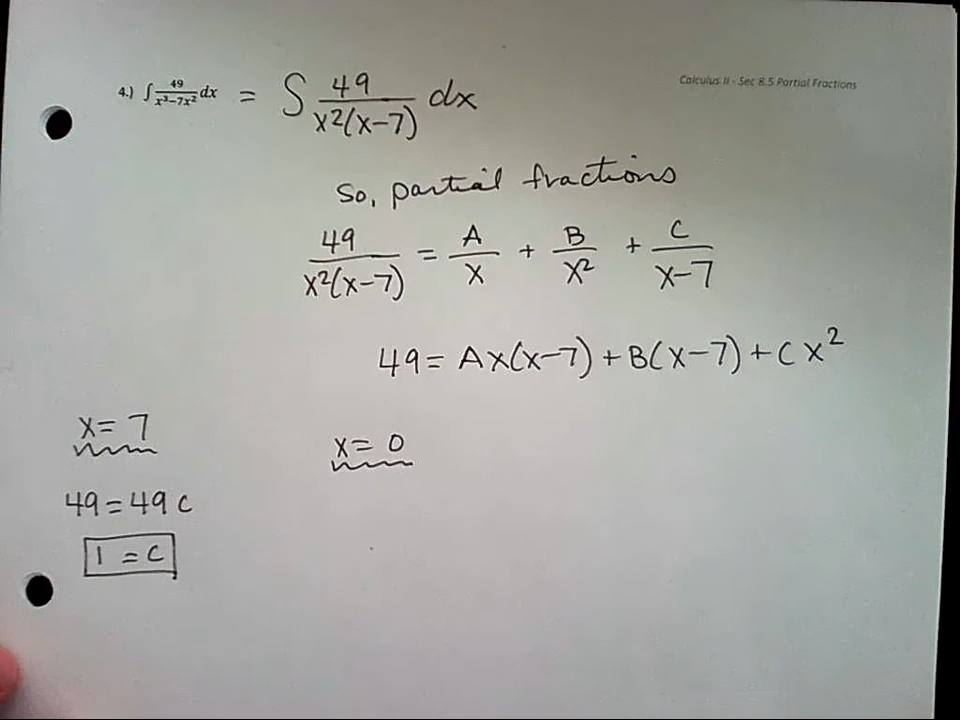 Calculus II - Sec 8.5 Partial Fractions
4.) ∫ 49/(x³−7x²) dx = ∫ 49/(x²(x−7)) dx
So, partial fractions
49/(x²(x−7)) = A/x + B/x² + C/(x−7)
49 = Ax(x−7) + B(x−7) + Cx²
x = 7
x = 0
49 = 49 C
1 = C